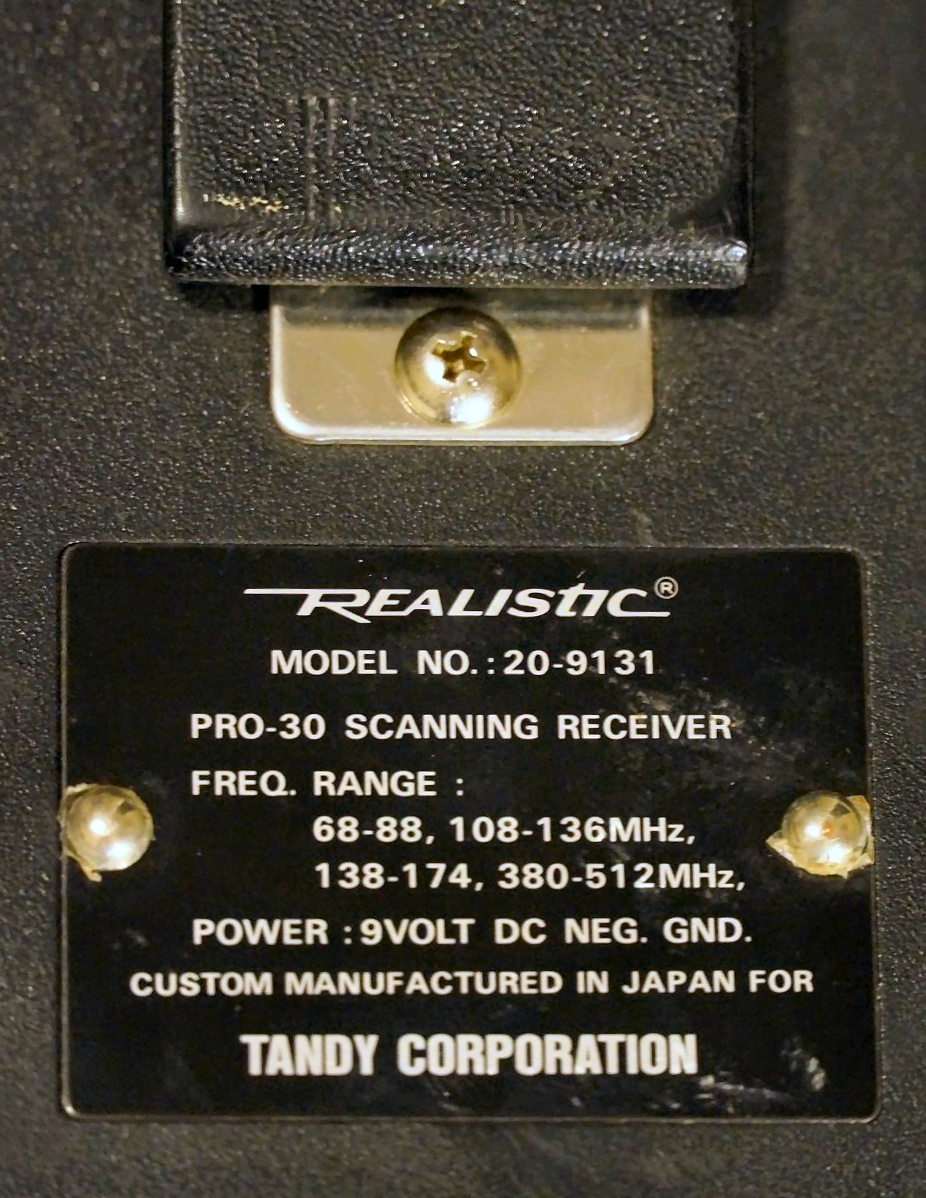 REALISTIC®
MODEL NO.: 20-9131
PRO-30 SCANNING RECEIVER
FREQ. RANGE :
68-88, 108-136MHz,
138-174, 380-512MHz,
POWER : 9VOLT DC NEG. GND.
CUSTOM MANUFACTURED IN JAPAN FOR
TANDY CORPORATION